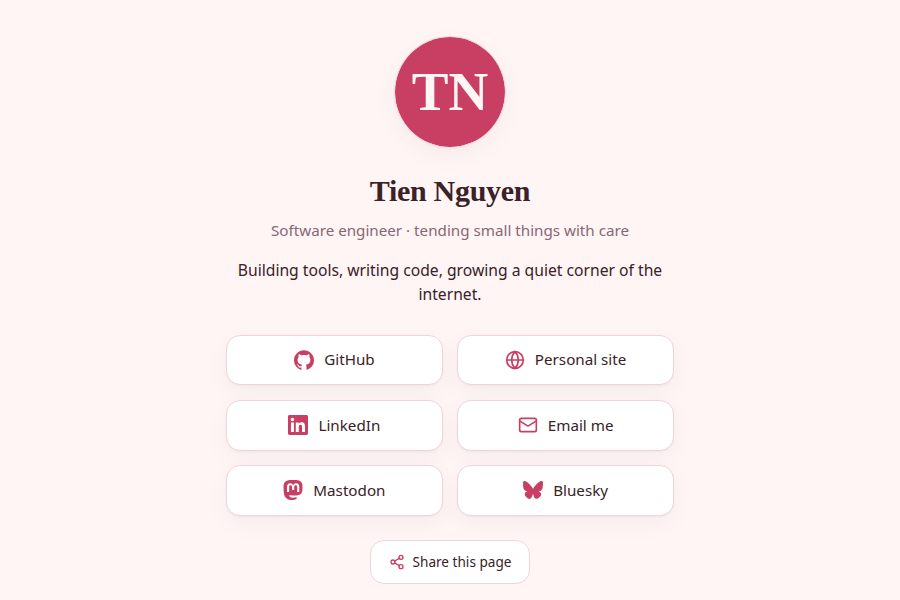 TN
Tien Nguyen
Software engineer · tending small things with care
Building tools, writing code, growing a quiet corner of the
internet.
GitHub
Personal site
LinkedIn
Email me
Mastodon
Bluesky
Share this page